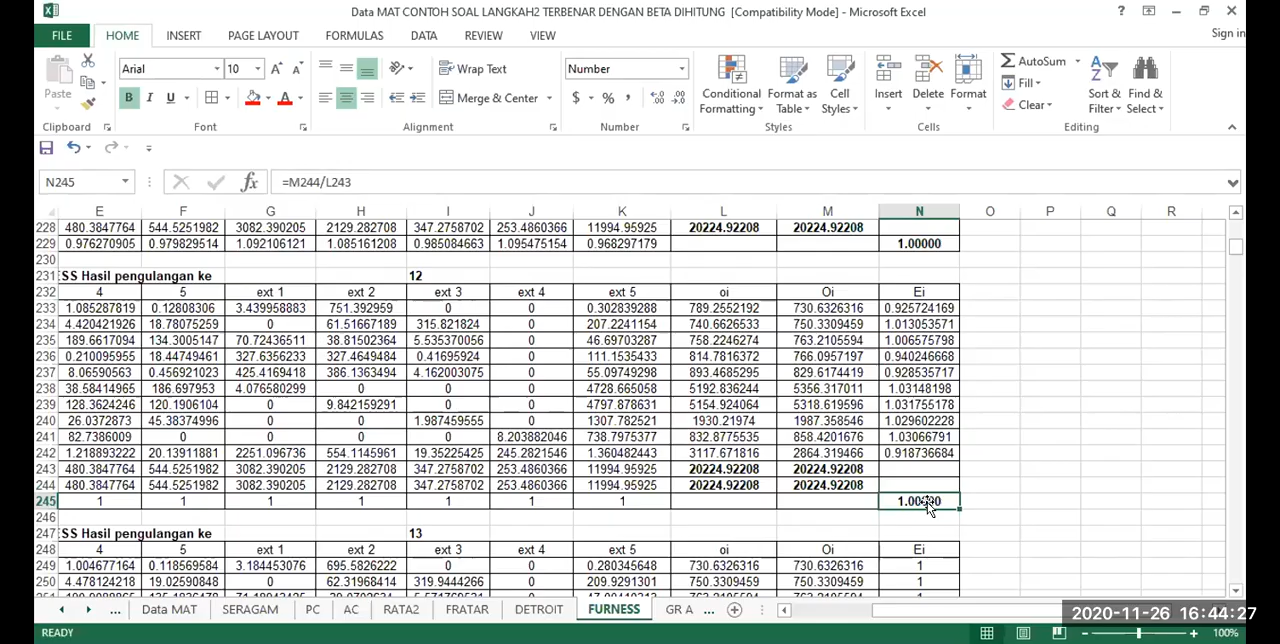 Data MAT CONTOH SOAL LANGKAH2 TERBENAR DENGAN BETA DIHITUNG [Compatibility Mode] - Microsoft Excel
FILE HOME INSERT PAGE LAYOUT FORMULAS DATA REVIEW VIEW Sign in
Paste Arial 10 Wrap Text Number AutoSum
B I U Merge & Center $ % , Conditional Formatting Format as Table Cell Styles Insert Delete Format Fill Clear Sort & Filter Find & Select
Clipboard Font Alignment Number Styles Cells Editing
N245 fx =M244/L243
E F G H I J K L M N O P Q R
228 480.3847764 544.5251982 3082.390265 2129.282708 347.2758702 253.4860366 11994.95925 20224.92208 20224.92208
229 0.976270905 0.979829514 1.092106121 1.085161208 0.985084663 1.095475154 0.968297179 1.00000
230
231 SS Hasil pengulangan ke 12
232 4 5 ext 1 ext 2 ext 3 ext 4 ext 5 oi Oi Ei
233 1.085287819 0.12808306 3.439958883 751.392959 0 0 0.302839288 789.2552192 730.6326316 0.925724169
234 4.420421926 18.78075259 0 61.51667189 315.821824 0 207.2241154 740.6626533 750.3309459 1.013053571
235 189.6617094 134.3005147 70.72436511 38.81502364 5.535370056 0 46.69703287 758.2246274 763.2105594 1.006575798
236 0.210095955 18.44749461 327.6356233 327.4649484 0.41695924 0 111.1535433 814.7816372 766.0957197 0.940246668
237 8.06590563 0.456921023 425.4169418 386.1363494 4.162003075 0 55.09749298 893.4685295 829.6174419 0.928535717
238 38.58414965 186.697953 4.076580299 0 0 0 4728.665058 5192.836244 5356.317011 1.03148198
239 128.3624246 120.1906104 0 9.842159291 0 0 4797.878631 5154.924064 5318.619596 1.031755178
240 26.0372873 45.38374996 0 0 1.987459555 0 1307.782521 1930.21974 1987.358546 1.029602228
241 82.7386009 0 0 0 0 8.203882046 738.7975377 832.8775535 858.4201676 1.03066791
242 1.218893222 20.13911881 2251.096736 554.1145961 19.35225425 245.2821546 1.360482443 3117.671816 2864.319466 0.918736684
243 480.3847764 544.5251982 3082.390265 2129.282708 347.2758702 253.4860366 11994.95925 20224.92208 20224.92208
244 480.3847764 544.5251982 3082.390265 2129.282708 347.2758702 253.4860366 11994.95925 20224.92208 20224.92208
245 1 1 1 1 1 1 1
246
247 SS Hasil pengulangan ke 13
248 4 5 ext 1 ext 2 ext 3 ext 4 ext 5 oi Oi Ei
249 1.004677164 0.118569584 3.184453076 695.5826222 0 0 0.280345648 730.6326316 730.6326316 1
250 4.478124218 19.02590848 0 62.31968414 319.9444266 0 209.9291301 750.3309459 750.3309459 1
... Data MAT SERAGAM PC AC RATA2 FRATAR DETROIT FURNESS GR A ...
2020-11-26 16:44:27
READY 100%